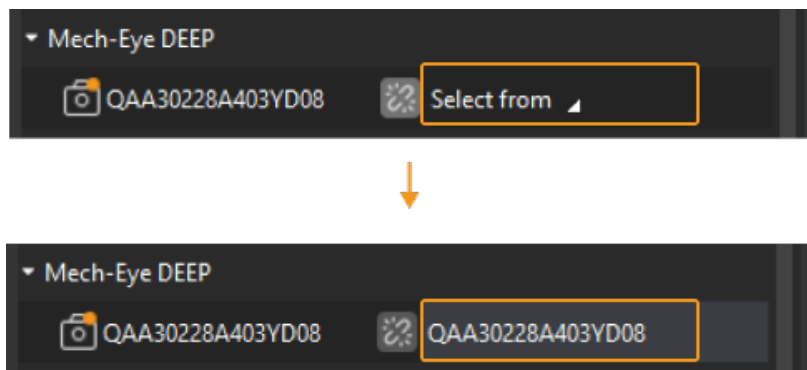 Mech-Eye DEEP
QAA30228A403YD08 Select from
Mech-Eye DEEP
QAA30228A403YD08 QAA30228A403YD08